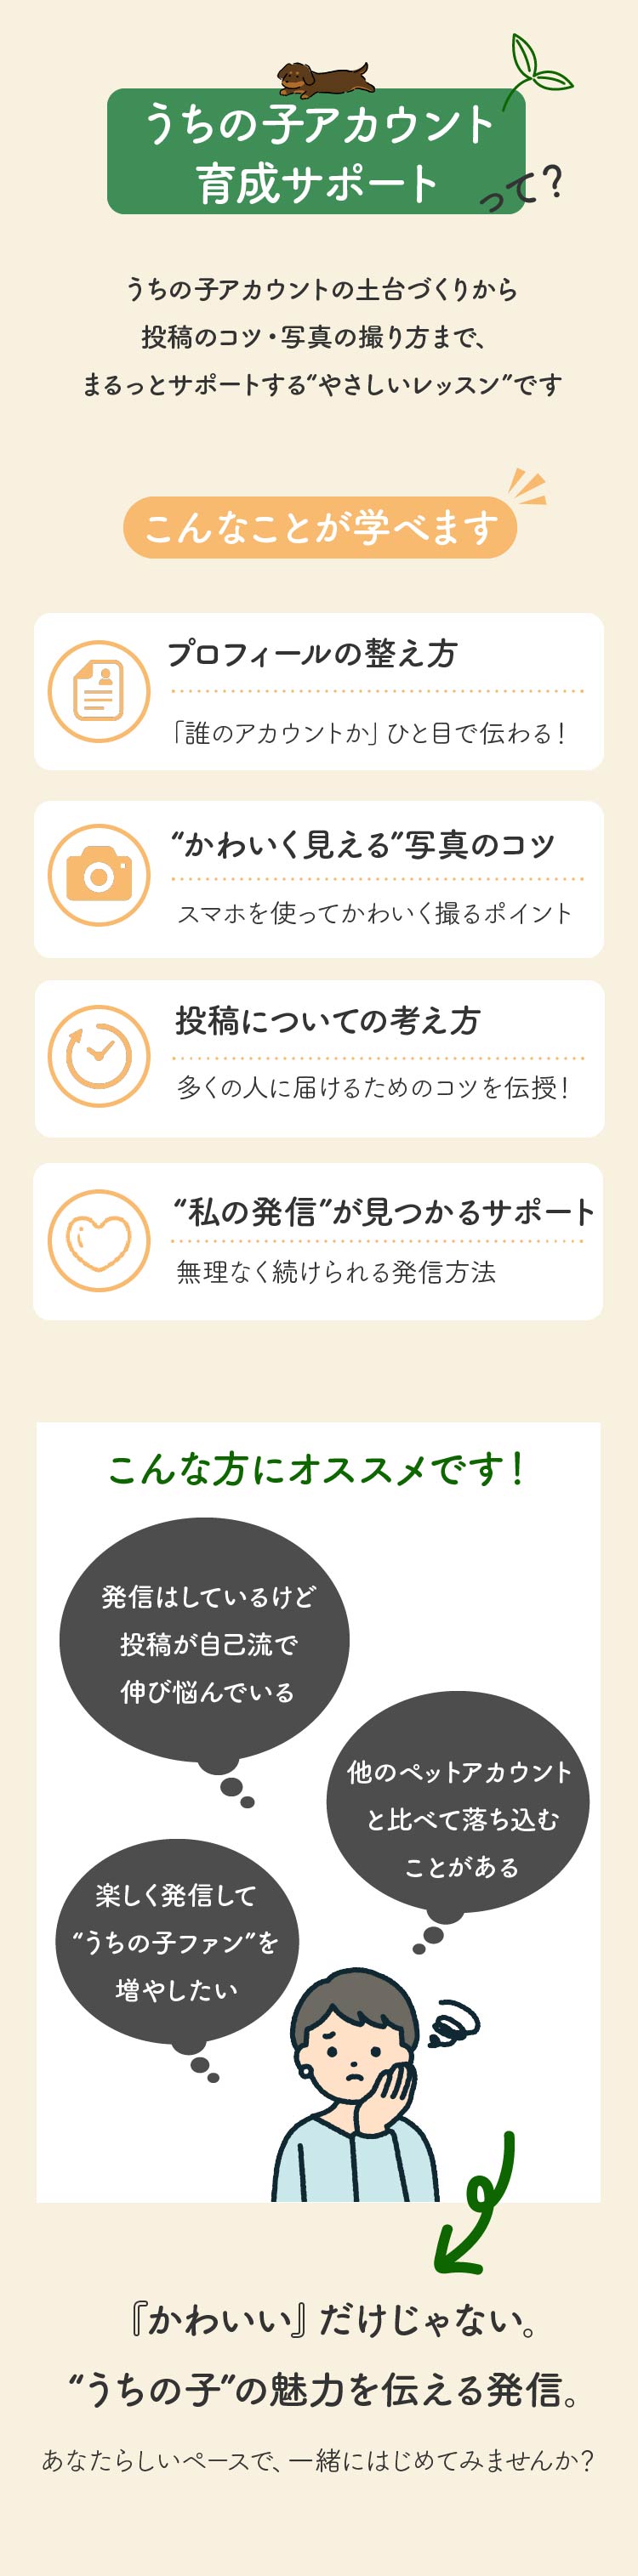 うちの子アカウント
育成サポート
って？
うちの子アカウントの土台づくりから
投稿のコツ・写真の撮り方まで、
まるっとサポートする“やさしいレッスン”です
こんなことが学べます
プロフィールの整え方
「誰のアカウントか」ひと目で伝わる！
“かわいく見える”写真のコツ
スマホを使ってかわいく撮るポイント
投稿についての考え方
多くの人に届けるためのコツを伝授！
“私の発信”が見つかるサポート
無理なく続けられる発信方法
こんな方にオススメです！
発信はしているけど
投稿が自己流で
伸び悩んでいる
他のペットアカウント
と比べて落ち込む
ことがある
楽しく発信して
“うちの子ファン”を
増やしたい
『かわいい』だけじゃない。
“うちの子”の魅力を伝える発信。
あなたらしいペースで、一緒にはじめてみませんか？